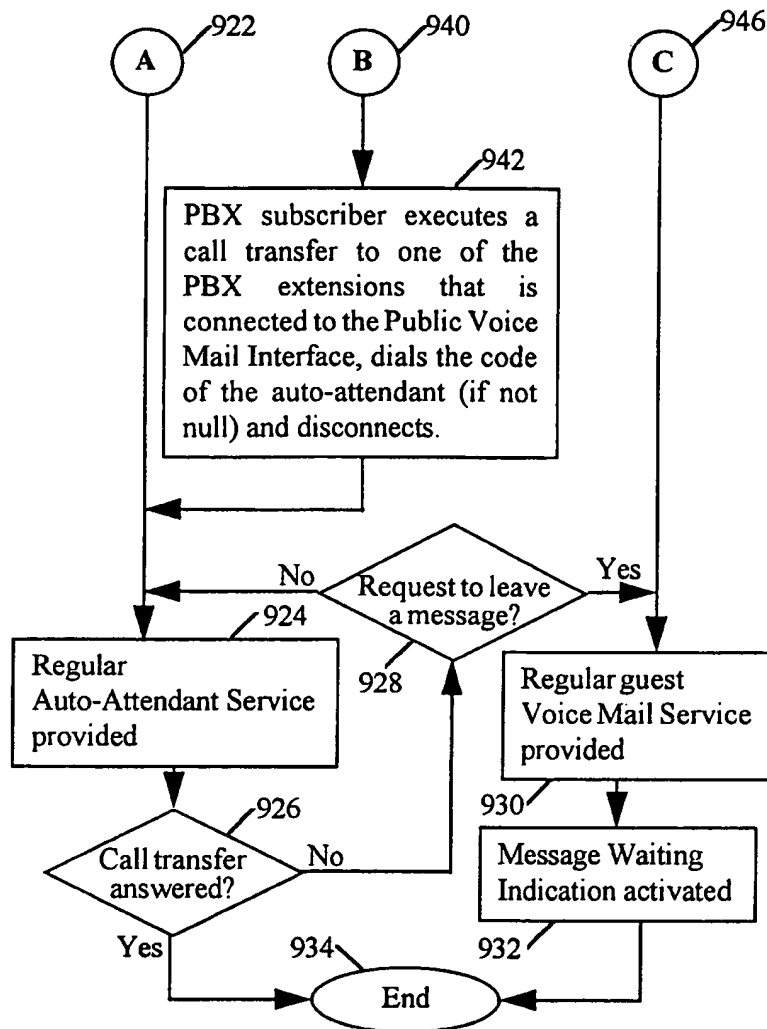 922
940
946
A
B
C
942
PBX subscriber executes a
call transfer to one of the
PBX extensions that is
connected to the Public Voice
Mail Interface, dials the code
of the auto-attendant (if not
null) and disconnects.
No
Request to leave
a message?
Yes
924
928
Regular
Auto-Attendant Service
provided
Regular guest
Voice Mail Service
provided
930
926
Call transfer
answered?
No
Message Waiting
Indication activated
932
Yes
934
End